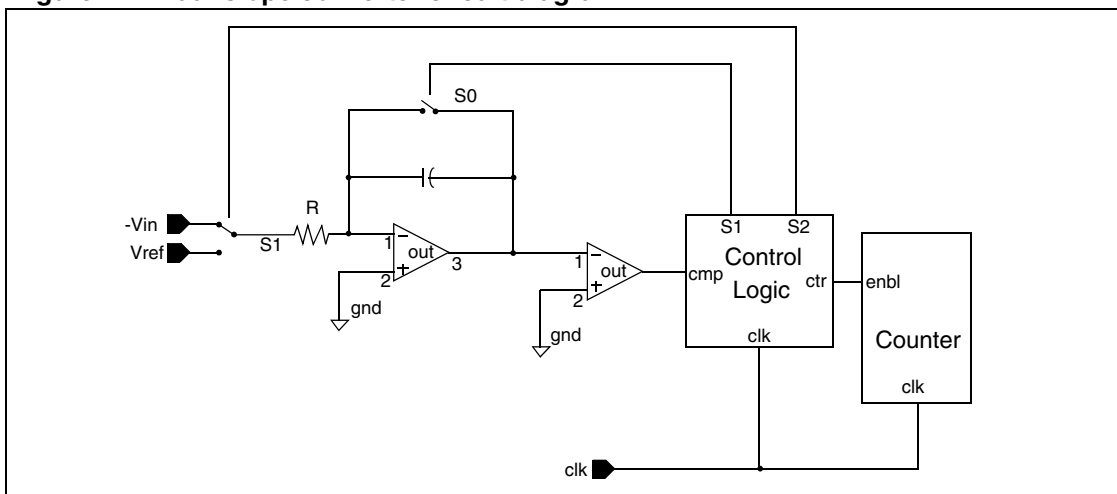 S0
-Vin
Vref
S1
R
1
-
+
2
out
3
gnd
1
-
+
2
out
gnd
S1
S2
Control
Logic
cmp
ctr
clk
enbl
Counter
clk
clk